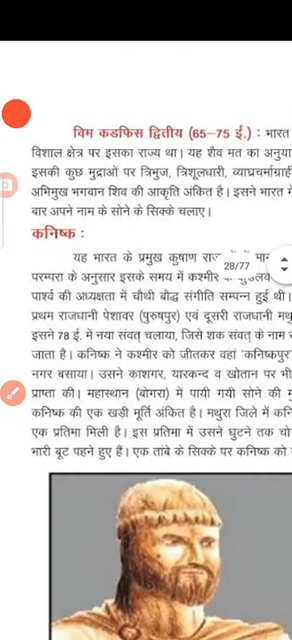 विम कडफिस द्वितीय (65–75 ई.) : भारत
विशाल क्षेत्र पर इसका राज्य था। यह शैव मत का अनुया
इसकी कुछ मुद्राओं पर त्रिमुज, त्रिशूलधारी, व्याघ्रचर्मग्राही
अभिमुख भगवान शिव की आकृति अंकित है। इसने भारत में
बार अपने नाम के सोने के सिक्के चलाए।
कनिष्क :
यह भारत के प्रमुख कुषाण
परम्परा के अनुसार इसके समय में कश्मीर
28/77
पार्श्व की अध्यक्षता में चौथी बौद्ध संगीति सम्पन्न हुई थी।
प्रथम राजधानी पेशावर (पुरुषपुर) एवं दूसरी राजधानी मथु
इसने 78 ई. में नया संवत् चलाया, जिसे शक संवत् के नाम
जाता है। कनिष्क ने कश्मीर को जीतकर वहां 'कनिष्कपुर'
नगर बसाया। उसने काशगर, यारकन्द व खोतान पर भी
प्राप्ता की। महास्थान (बोगरा) में पायी गयी सोने की मु
कनिष्क की एक खड़ी मूर्ति अंकित है। मथुरा जिले में कनि
एक प्रतिमा मिली है। इस प्रतिमा में उसने घुटने तक चो
भारी बूट पहने हुए हैं। एक तांबे के सिक्के पर कनिष्क को